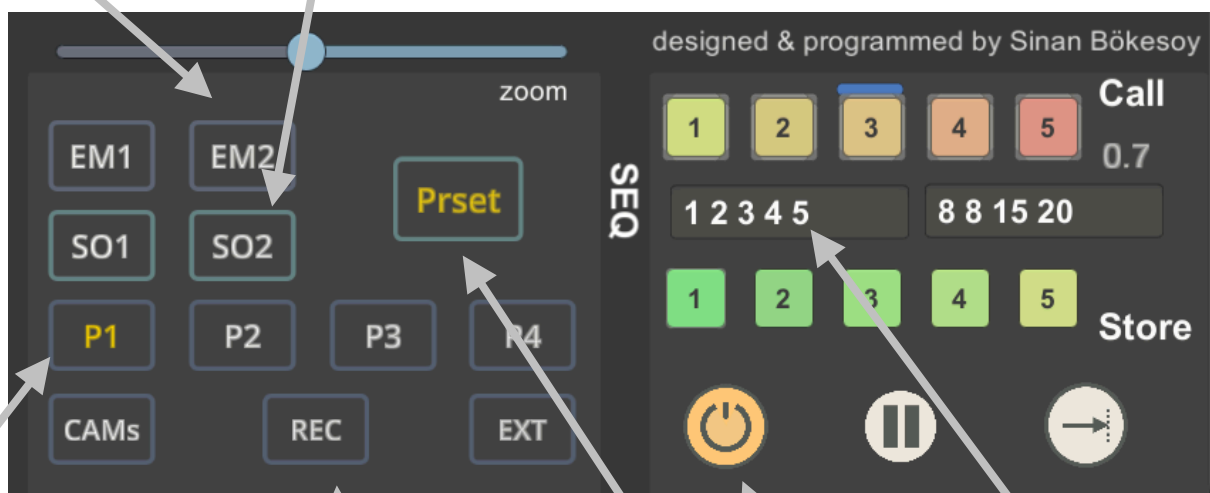 designed & programmed by Sinan Bökesoy
zoom
EM1 EM2
SO1 SO2
Prset
P1 P2 P3 P4
CAMs REC EXT
SEQ
1 2 3 4 5 Call
0.7
1 2 3 4 5 8 8 15 20
1 2 3 4 5
Store